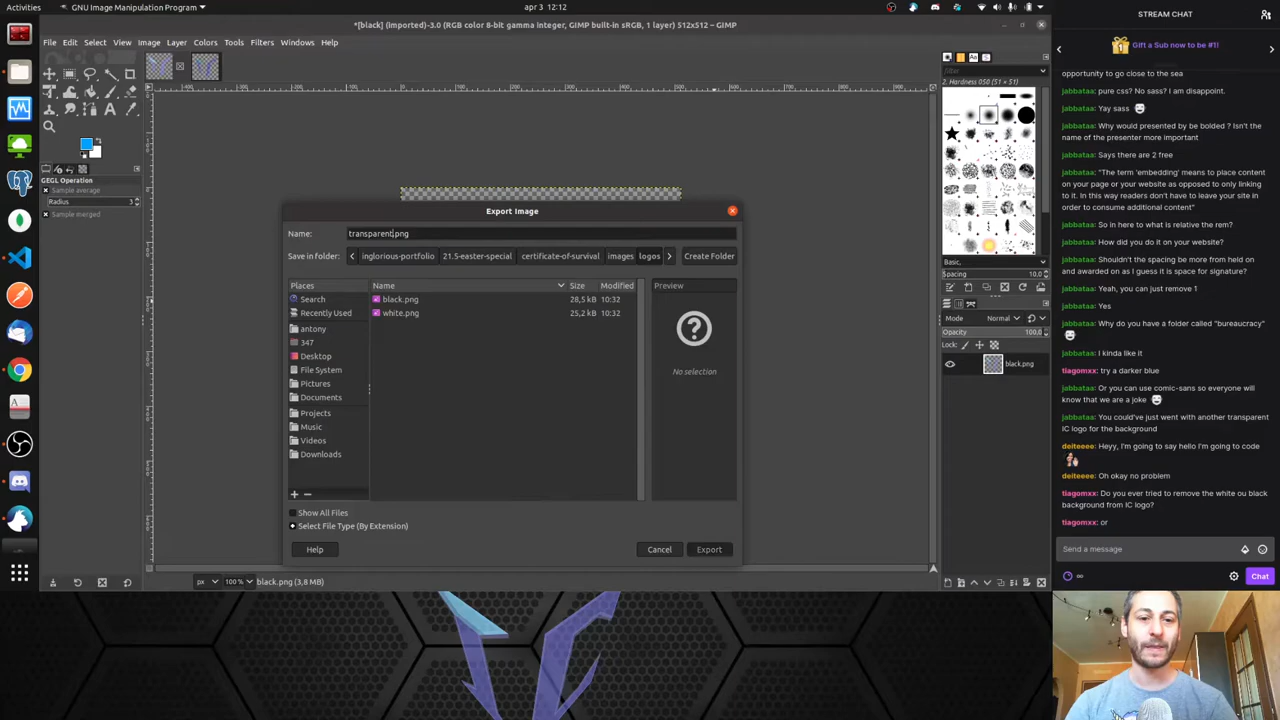 Activities
GNU Image Manipulation Program
apr 3 12:12
*[black] (imported)-3.0 (RGB color 8-bit gamma integer, GIMP built-in sRGB, 1 layer) 512x512 – GIMP
File Edit Select View Image Layer Colors Tools Filters Windows Help
GEGL Operation
Sample average
Radius 3
Sample merged
Export Image
Name: transparent.png
Save in folder: inglorious-portfolio 21.5-easter-special certificate-of-survival images logos Create Folder
Places
Search
Recently Used
antony
347
Desktop
File System
Pictures
Documents
Projects
Music
Videos
Downloads
Name Size Modified
black.png 28,5 kB 10:32
white.png 25,2 kB 10:32
Preview
No selection
Show All Files
Select File Type (By Extension)
Help
Cancel
Export
px 100 % black.png (3,8 MB)
filter
2. Hardness 050 (51 × 51)
Basic,
Spacing 10,0
Mode Normal
Opacity 100,0
Lock:
black.png
STREAM CHAT
1
Gift a Sub now to be #1!
opportunity to go close to the sea
jabbataa: pure css? No sass? I am disappoint.
jabbataa: Yay sass
jabbataa: Why would presented by be bolded ? Isn't the
name of the presenter more important
jabbataa: Says there are 2 free
jabbataa: "The term 'embedding' means to place content
on your page or your website as opposed to only linking
to it. In this way readers don't have to leave your site in
order to consume additional content"
jabbataa: So in here to what is relative the rem?
jabbataa: How did you do it on your website?
jabbataa: Shouldn't the spacing be more from held on
and awarded on as I guess it is space for signature?
jabbataa: Yeah, you can just remove 1
jabbataa: Yes
jabbataa: Why do you have a folder called "bureaucracy"
jabbataa: I kinda like it
tiagomxx: try a darker blue
jabbataa: Or you can use comic-sans so everyone will
know that we are a joke
jabbataa: You could've just went with another transparent
IC logo for the background
deiteeee: Heyy, I'm going to say hello I'm going to code
deiteeee: Oh okay no problem
tiagomxx: Do you ever tried to remove the white ou black
background from IC logo?
tiagomxx: or
Send a message
Chat